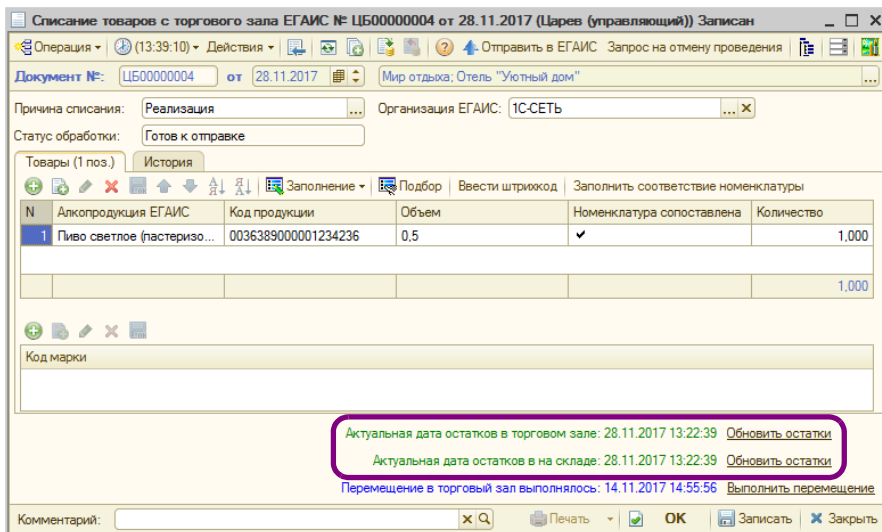 Списание товаров с торгового зала ЕГАИС № ЦБ00000004 от 28.11.2017 (Царев (управляющий)) Записан
Операция (13:39:10) Действия Отправить в ЕГАИС Запрос на отмену проведения
Документ №: ЦБ00000004 от 28.11.2017 Мир отдыха; Отель "Уютный дом" ...
Причина списания: Реализация ... Организация ЕГАИС: 1С-СЕТЬ ... X
Статус обработки: Готов к отправке
Товары (1 поз.) История
Заполнение Подбор Ввести штрихкод Заполнить соответствие номенклатуры
N Алкопродукция ЕГАИС Код продукции Объем Номенклатура сопоставлена Количество
1 Пиво светлое (пастеризо... 0036389000001234236 0,5 1,000
1,000
Код марки
Актуальная дата остатков в торговом зале: 28.11.2017 13:22:39 Обновить остатки
Актуальная дата остатков в на складе: 28.11.2017 13:22:39 Обновить остатки
Перемещение в торговый зал выполнялось: 14.11.2017 14:55:56 Выполнить перемещение
Комментарий: Печать ОК Записать Закрыть